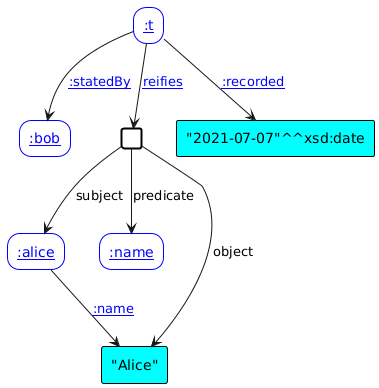 :t
:statedBy
reifies
:recorded
:bob
"2021-07-07"^^xsd:date
subject
predicate
:alice
:name
object
:name
"Alice"